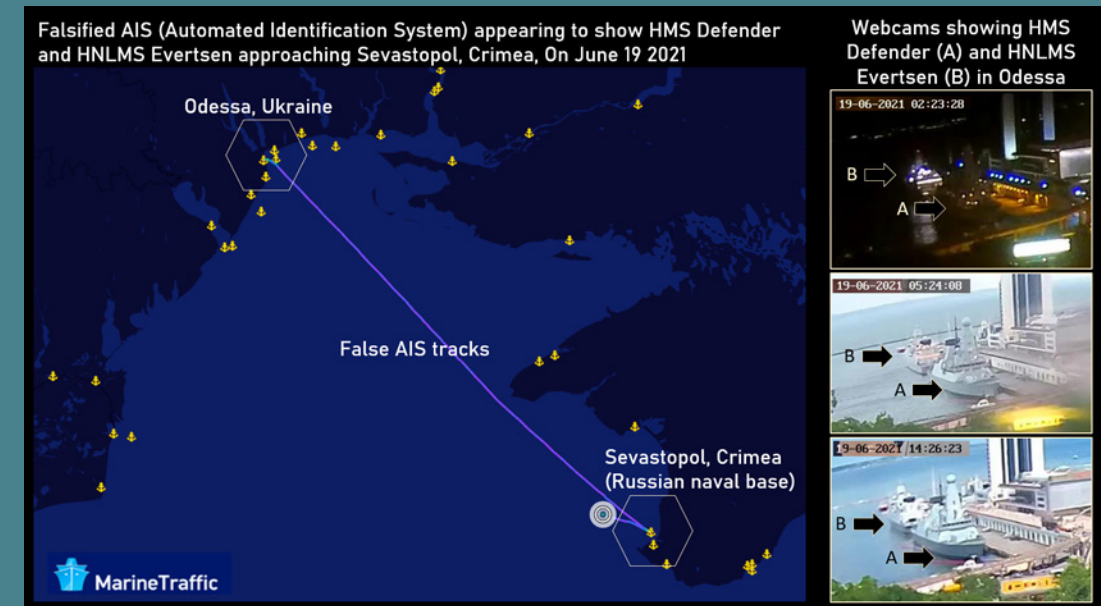 Falsified AIS (Automated Identification System) appearing to show HMS Defender
and HNLMS Evertsen approaching Sevastopol, Crimea, On June 19 2021
Odessa, Ukraine
False AIS tracks
Sevastopol, Crimea
(Russian naval base)
MarineTraffic
Webcams showing HMS
Defender (A) and HNLMS
Evertsen (B) in Odessa
19-06-2021 02:23:28
B
A
19-06-2021 05:24:08
B
A
19-06-2021 14:26:23
B
A